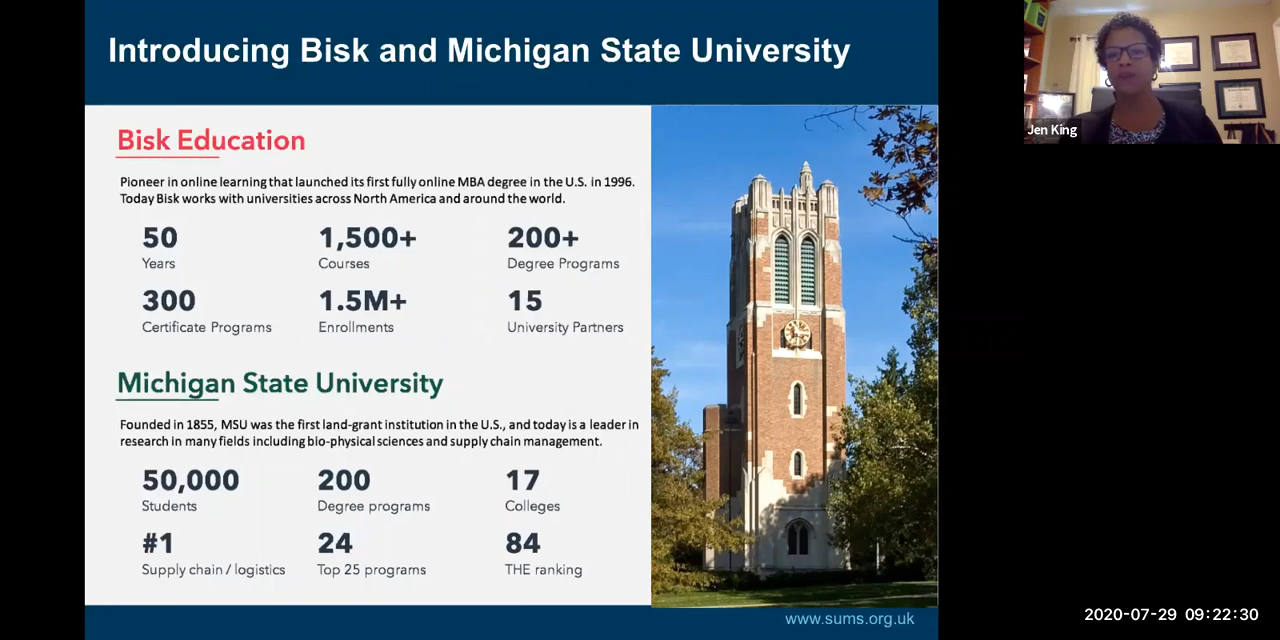 Introducing Bisk and Michigan State University
Bisk Education
Pioneer in online learning that launched its first fully online MBA degree in the U.S. in 1996.
Today Bisk works with universities across North America and around the world.
50
Years
1,500+
Courses
200+
Degree Programs
300
Certificate Programs
1.5M+
Enrollments
15
University Partners
Michigan State University
Founded in 1855, MSU was the first land-grant institution in the U.S., and today is a leader in
research in many fields including bio-physical sciences and supply chain management.
50,000
Students
200
Degree programs
17
Colleges
#1
Supply chain / logistics
24
Top 25 programs
84
THE ranking
www.sums.org.uk
Jen King
2020-07-29 09:22:30